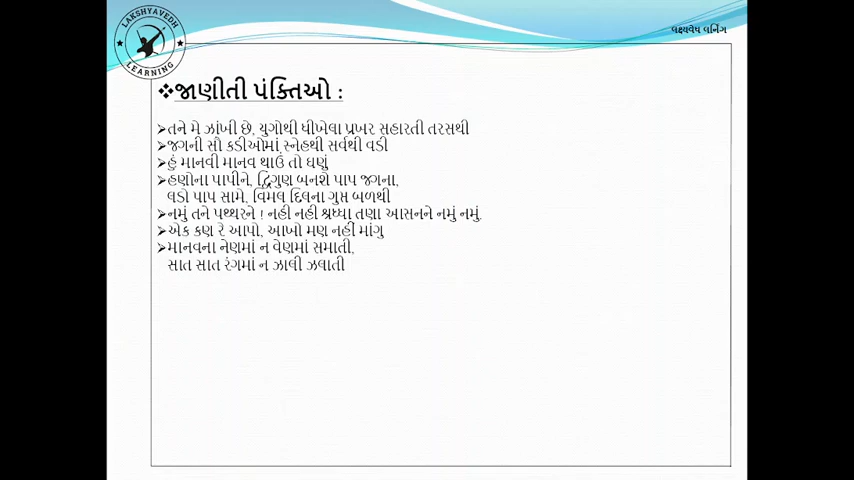 LAKSHYAVEDH
LEARNING
લક્ષ્યવેધ લર્નિંગ
❖જાણીતી પંક્તિઓ :
➢તને મે ઝાંખી છે, યુગોથી ધીખેલા પ્રખર સહારતી તરસથી
➢જગની સૌ કડીઓમાં સ્નેહથી સર્વથી વડી
➢હું માનવી માનવ થાઉં તો ઘણું
➢હણોના પાપીને, દ્વિગુણ બનશે પાપ જગના,
લડો પાપ સામે, વિમલ દિલના ગુપ્ત બળથી
➢નમું તને પથ્થરને ! નહી નહી શ્રધ્ધા તણા આસનને નમું નમું.
➢એક કણ રે આપો, આખો મણ નહીં માંગુ
➢માનવના નેણમાં ન વેણમાં સમાતી,
સાત સાત રંગમાં ન ઝાલી ઝલાતી